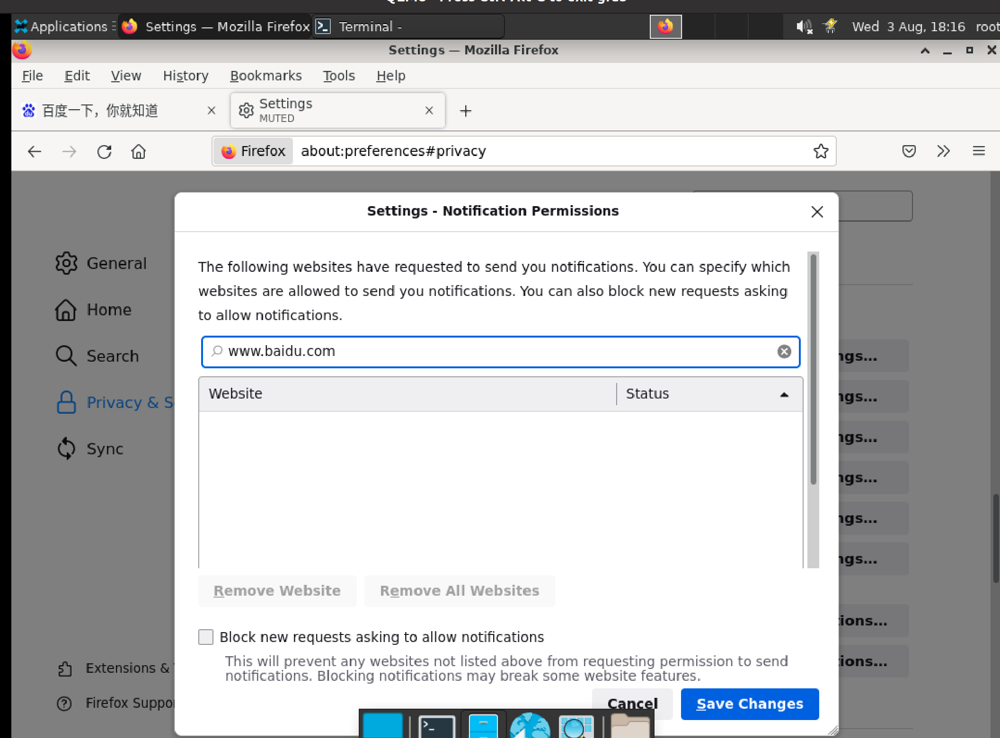 Applications
Settings — Mozilla Firefox
Terminal -
Wed 3 Aug, 18:16
root
Settings — Mozilla Firefox
File
Edit
View
History
Bookmarks
Tools
Help
百度一下，你就知道
Settings
MUTED
Firefox
about:preferences#privacy
Settings - Notification Permissions
The following websites have requested to send you notifications. You can specify which
websites are allowed to send you notifications. You can also block new requests asking
to allow notifications.
www.baidu.com
Website
Status
General
Home
Search
Privacy & S
Sync
ngs...
ngs...
ngs...
ngs...
ngs...
ngs...
Remove Website
Remove All Websites
tions...
Block new requests asking to allow notifications
This will prevent any websites not listed above from requesting permission to send
notifications. Blocking notifications may break some website features.
tions...
Extensions &
Firefox Suppo
Cancel
Save Changes